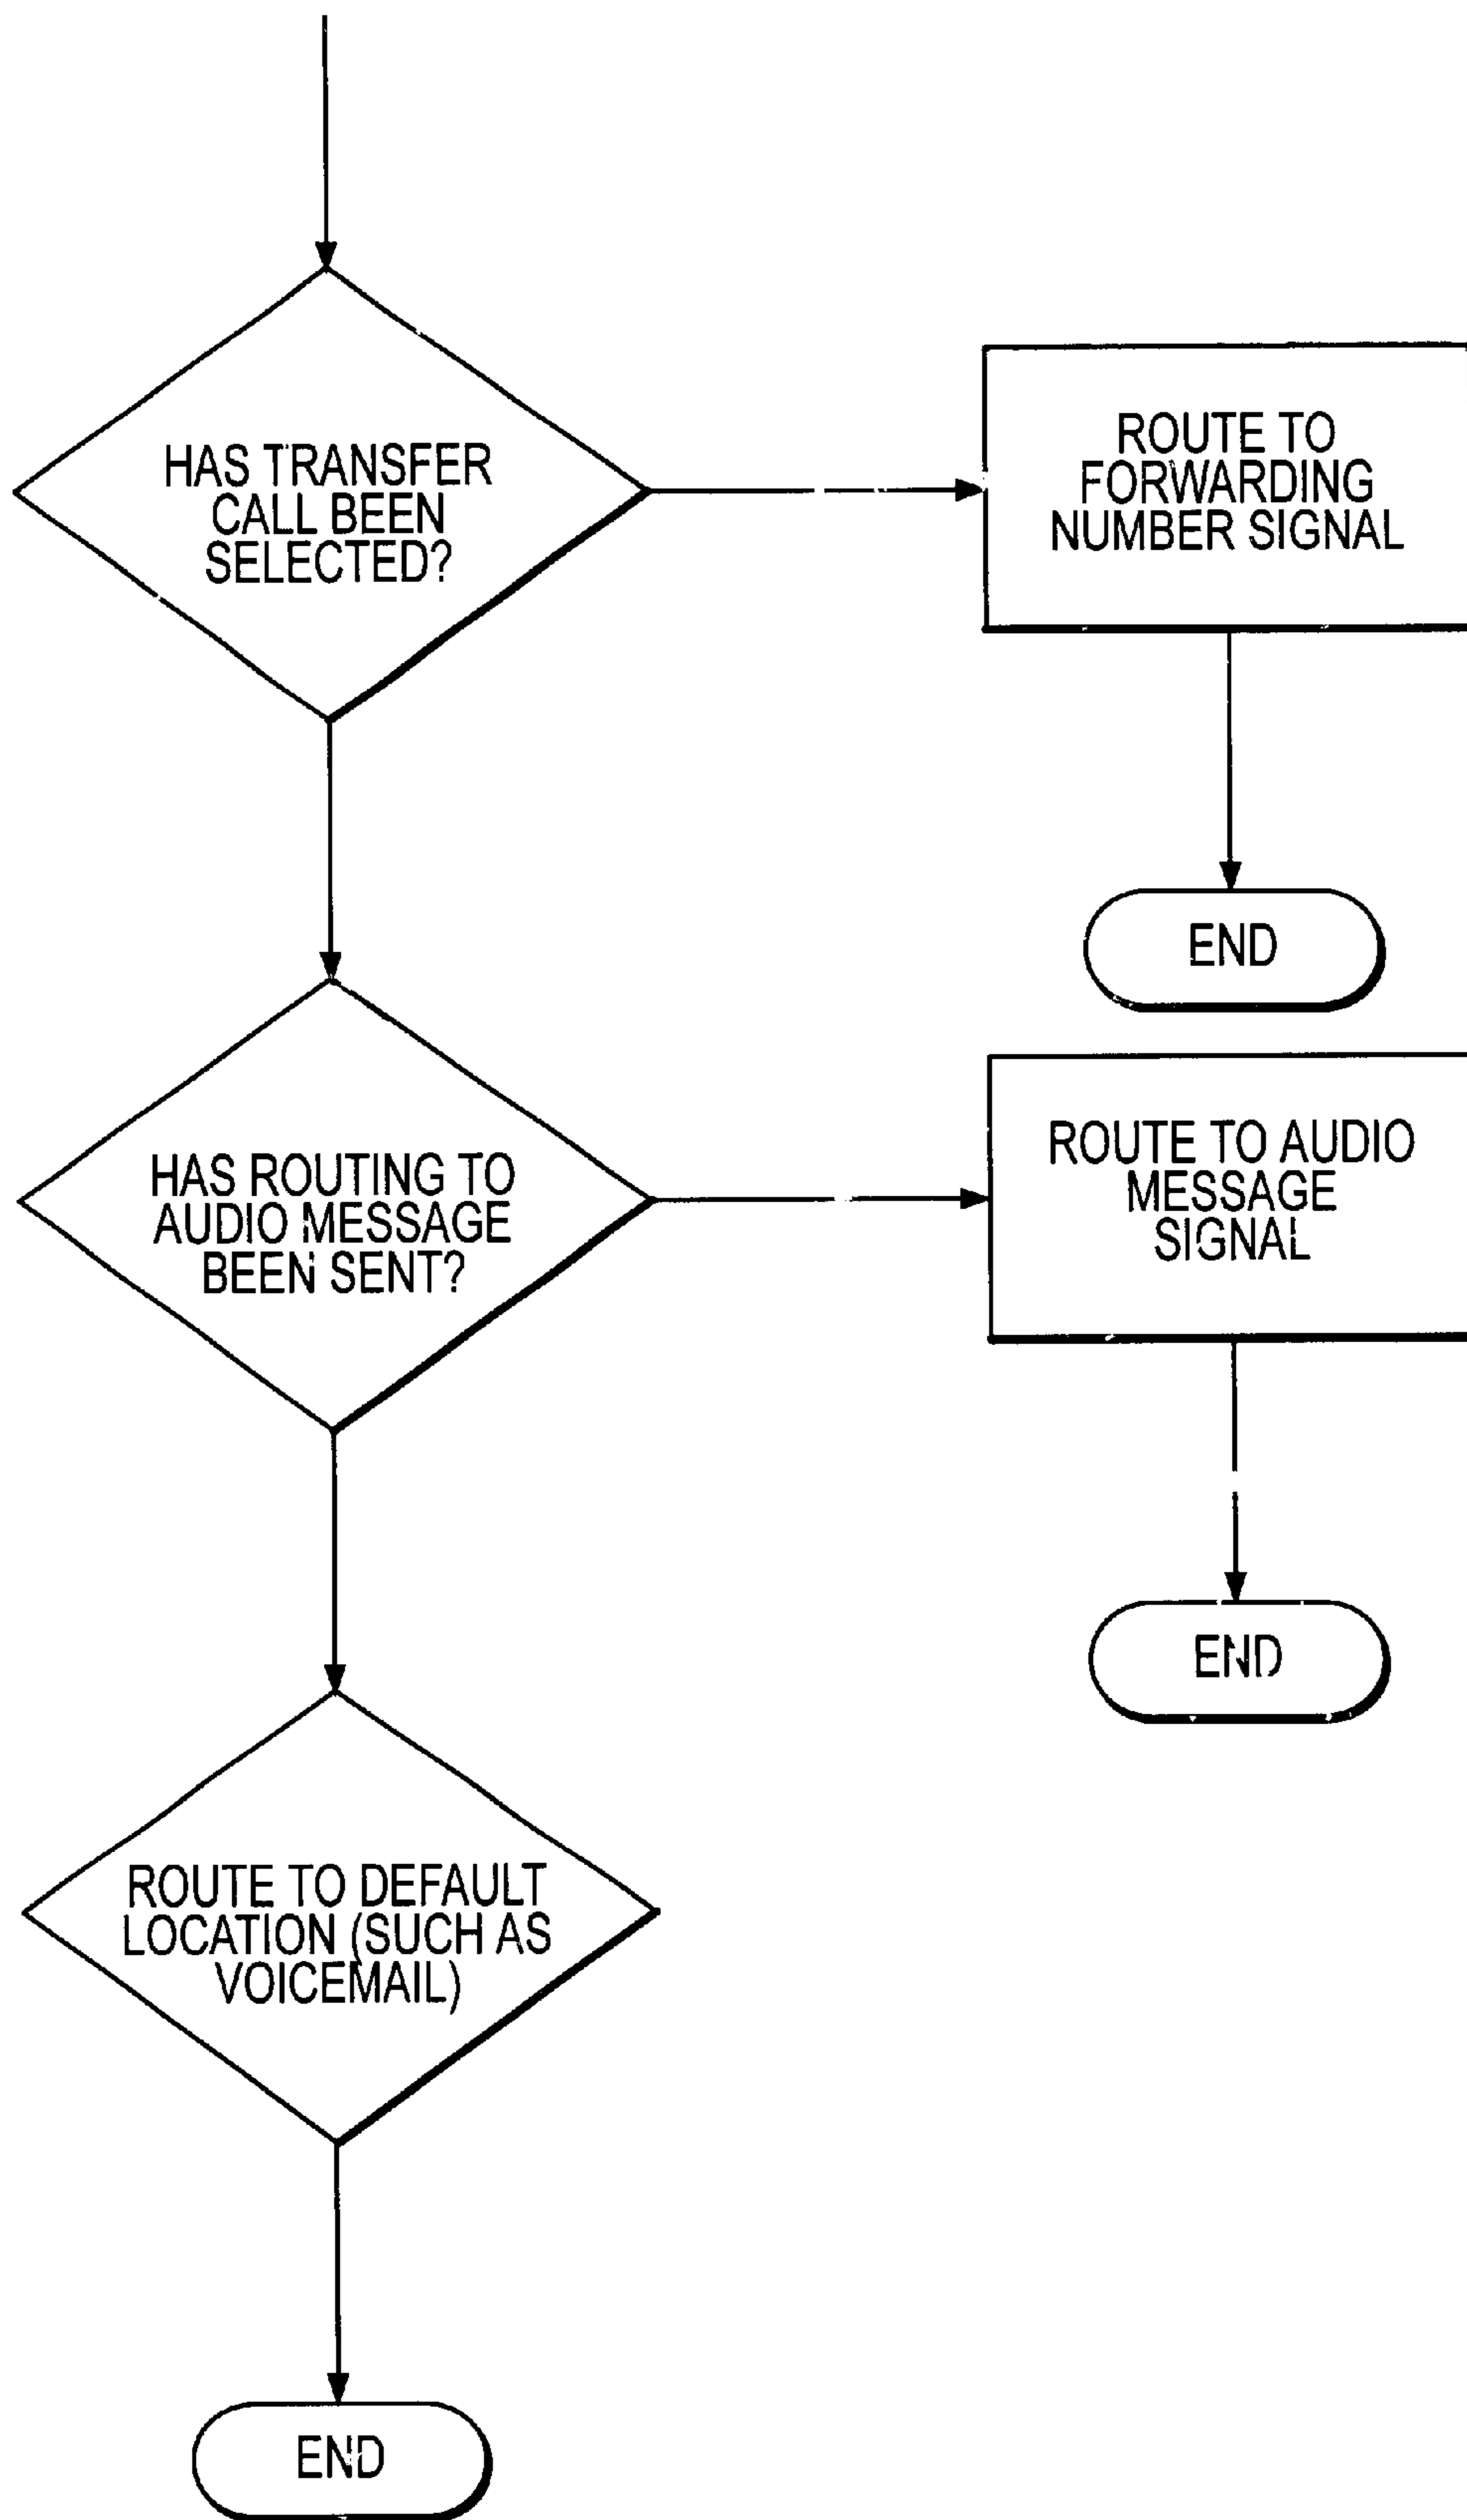 HAS TRANSFER
CALL BEEN
SELECTED?
ROUTE TO
FORWARDING
NUMBER SIGNAL
END
HAS ROUTING TO
AUDIO MESSAGE
BEEN SENT?
ROUTE TO AUDIO
MESSAGE
SIGNAL
END
ROUTE TO DEFAULT
LOCATION (SUCH AS
VOICEMAIL)
END